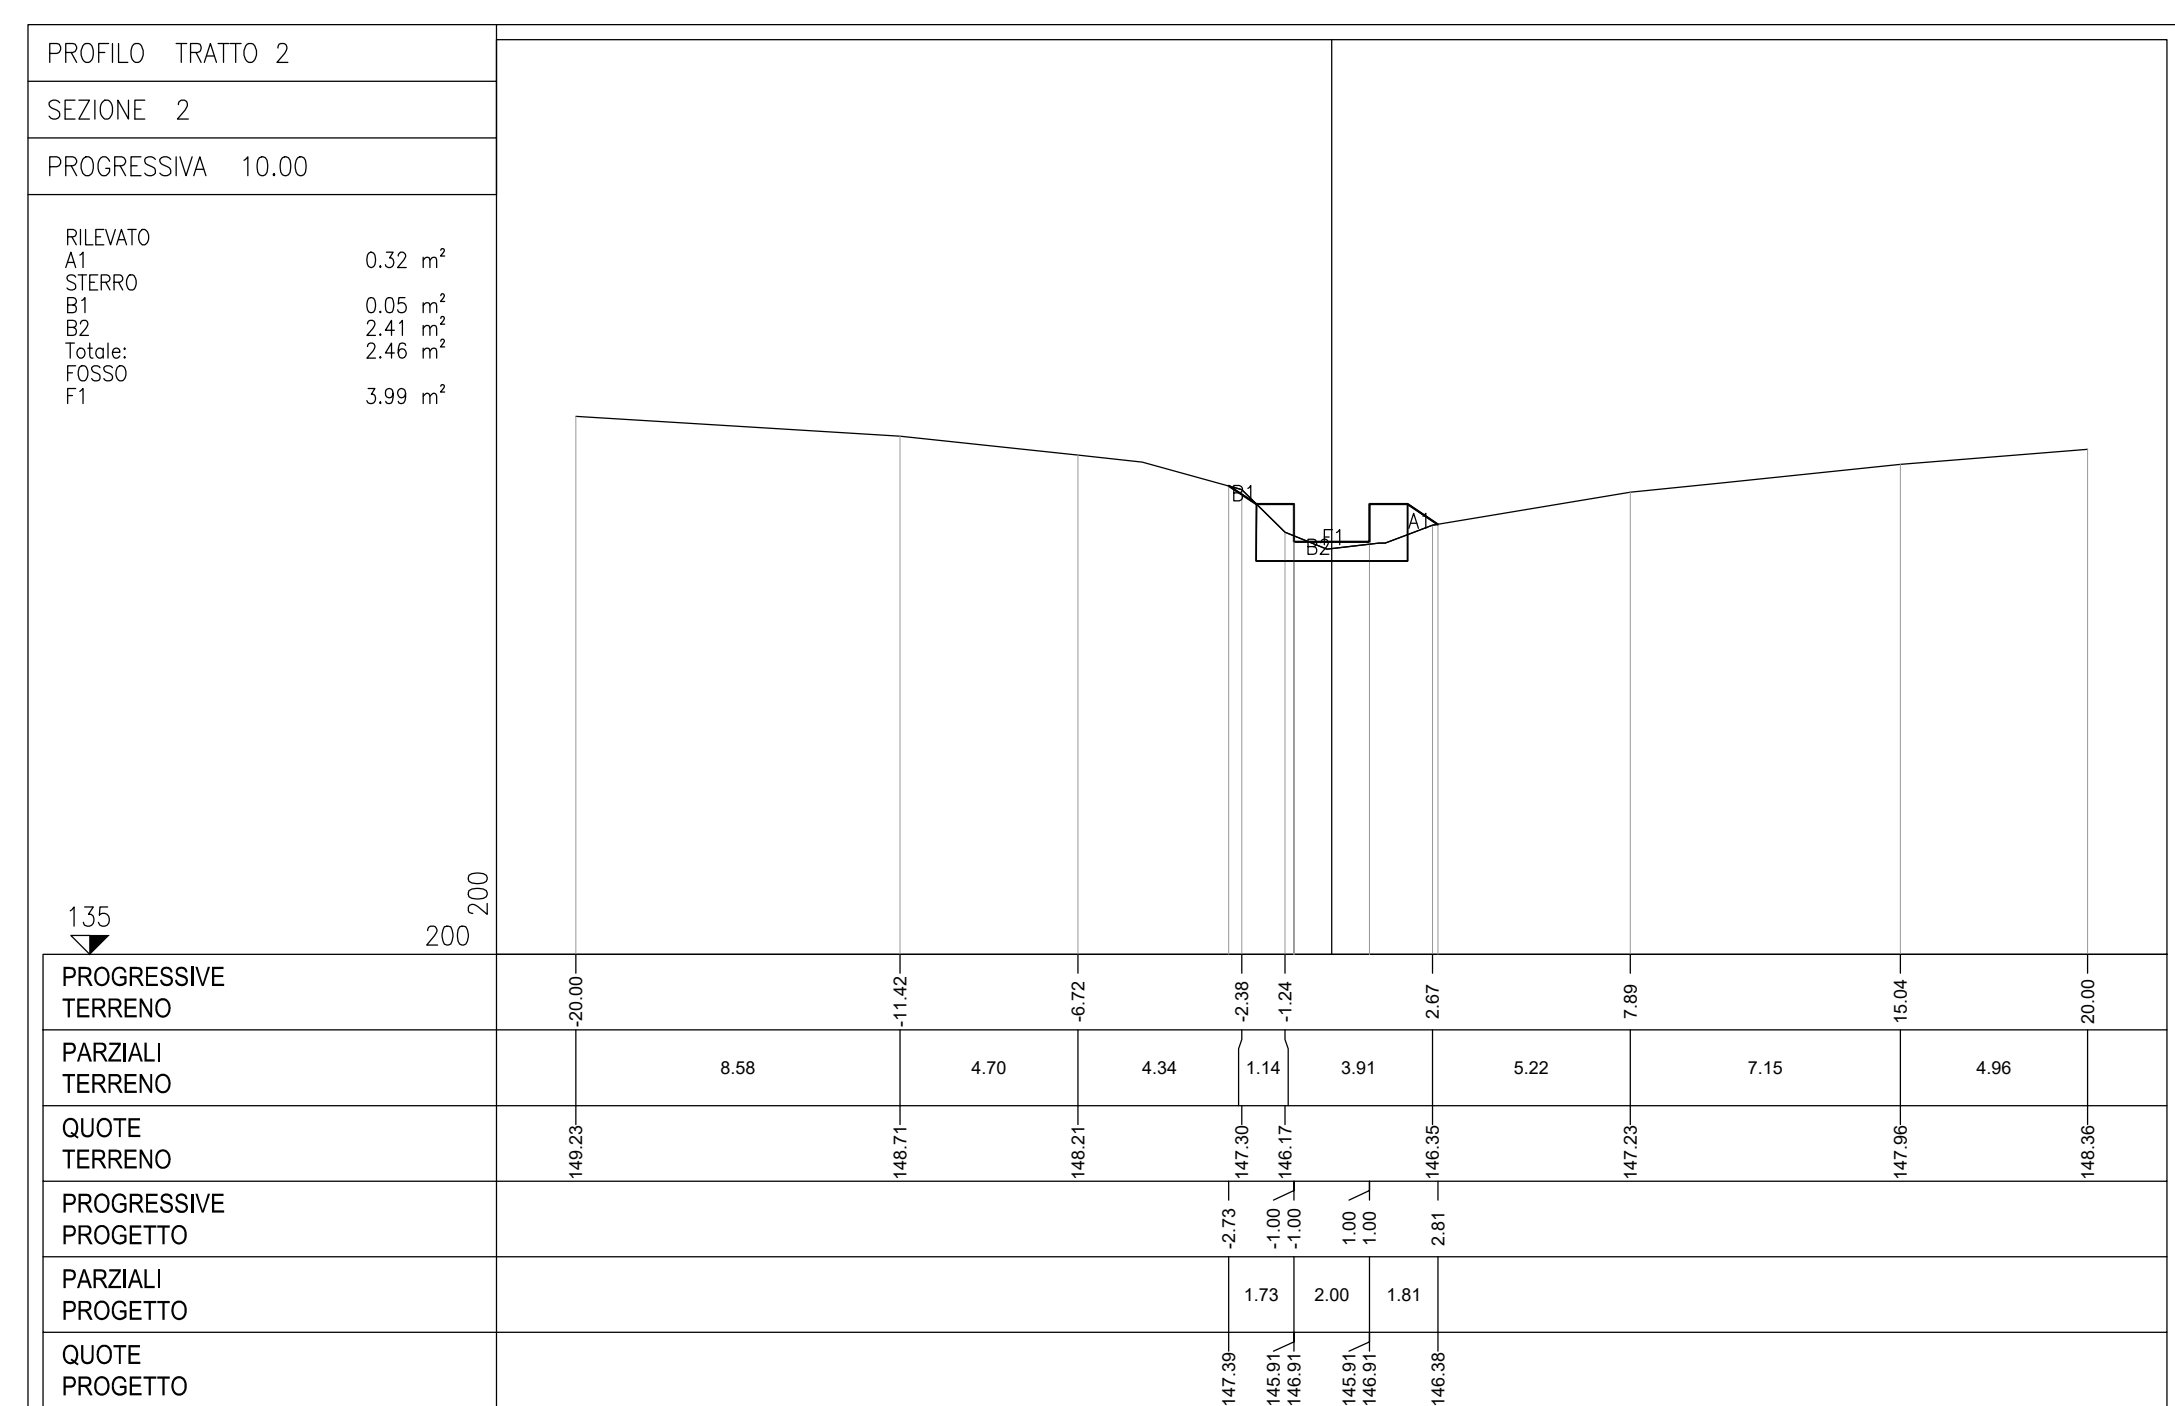 PROFILO TRATTO 2
SEZIONE 2
PROGRESSIVA 10.00
RILEVATO
A1 0.32 m²
STERRO
B1 0.05 m²
B2 2.41 m²
Totale: 2.46 m²
FOSSO
F1 3.99 m²
B1
F1
B2
A1
200
135
200
PROGRESSIVE
TERRENO
-20.00 -11.42 -6.72 -2.38 -1.24 2.67 7.89 15.04 20.00
PARZIALI
TERRENO
8.58 4.70 4.34 1.14 3.91 5.22 7.15 4.96
QUOTE
TERRENO
149.23 148.71 148.21 147.30 146.17 146.35 147.23 147.96 148.36
PROGRESSIVE
PROGETTO
-2.73 -1.00 -1.00 1.00 1.00 2.81
PARZIALI
PROGETTO
1.73 2.00 1.81
QUOTE
PROGETTO
147.39 145.91 146.91 145.91 146.91 146.38